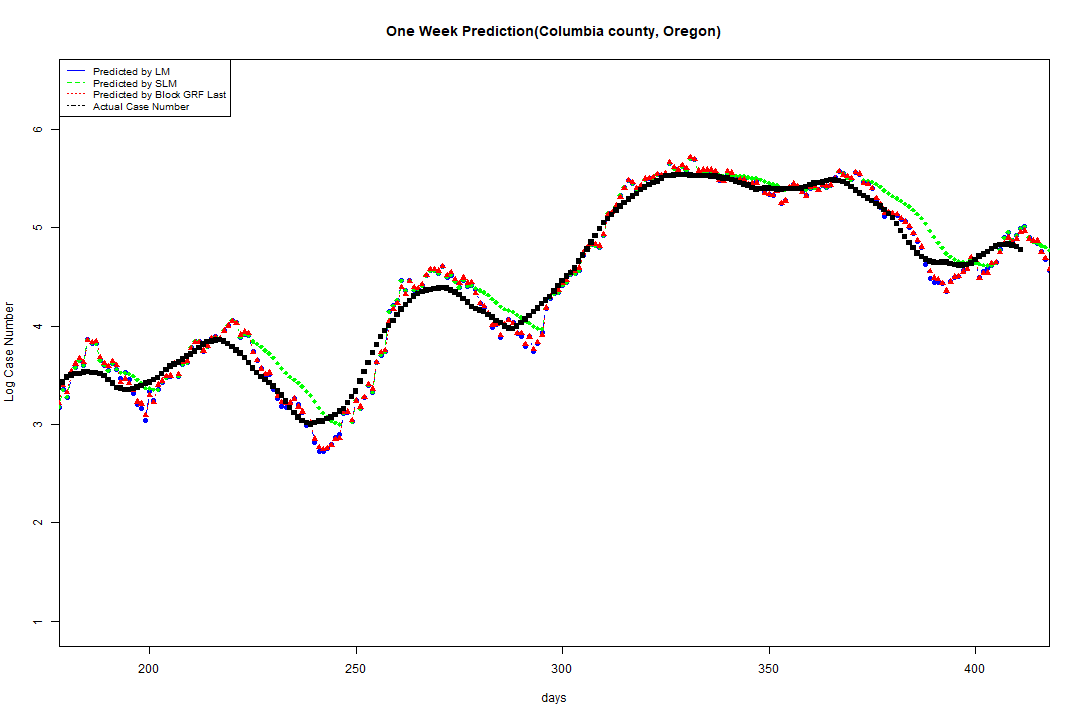 One Week Prediction(Columbia county, Oregon)
Predicted by LM
Predicted by SLM
Predicted by Block GRF Last
Actual Case Number
Log Case Number
6
5
4
3
2
1
200 250 300 350 400
days